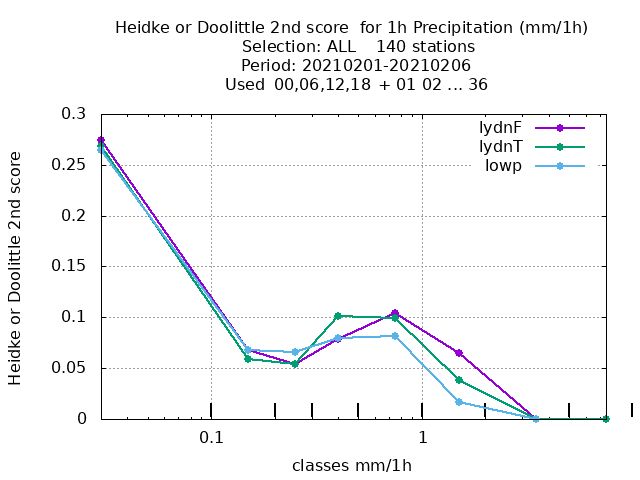 Heidke or Doolittle 2nd score  for 1h Precipitation (mm/1h)
Selection: ALL    140 stations
Period: 20210201-20210206
Used  00,06,12,18 + 01 02 ... 36
lydnF
lydnT
lowp
Heidke or Doolittle 2nd score
0.3
0.25
0.2
0.15
0.1
0.05
0
0.1
1
classes mm/1h